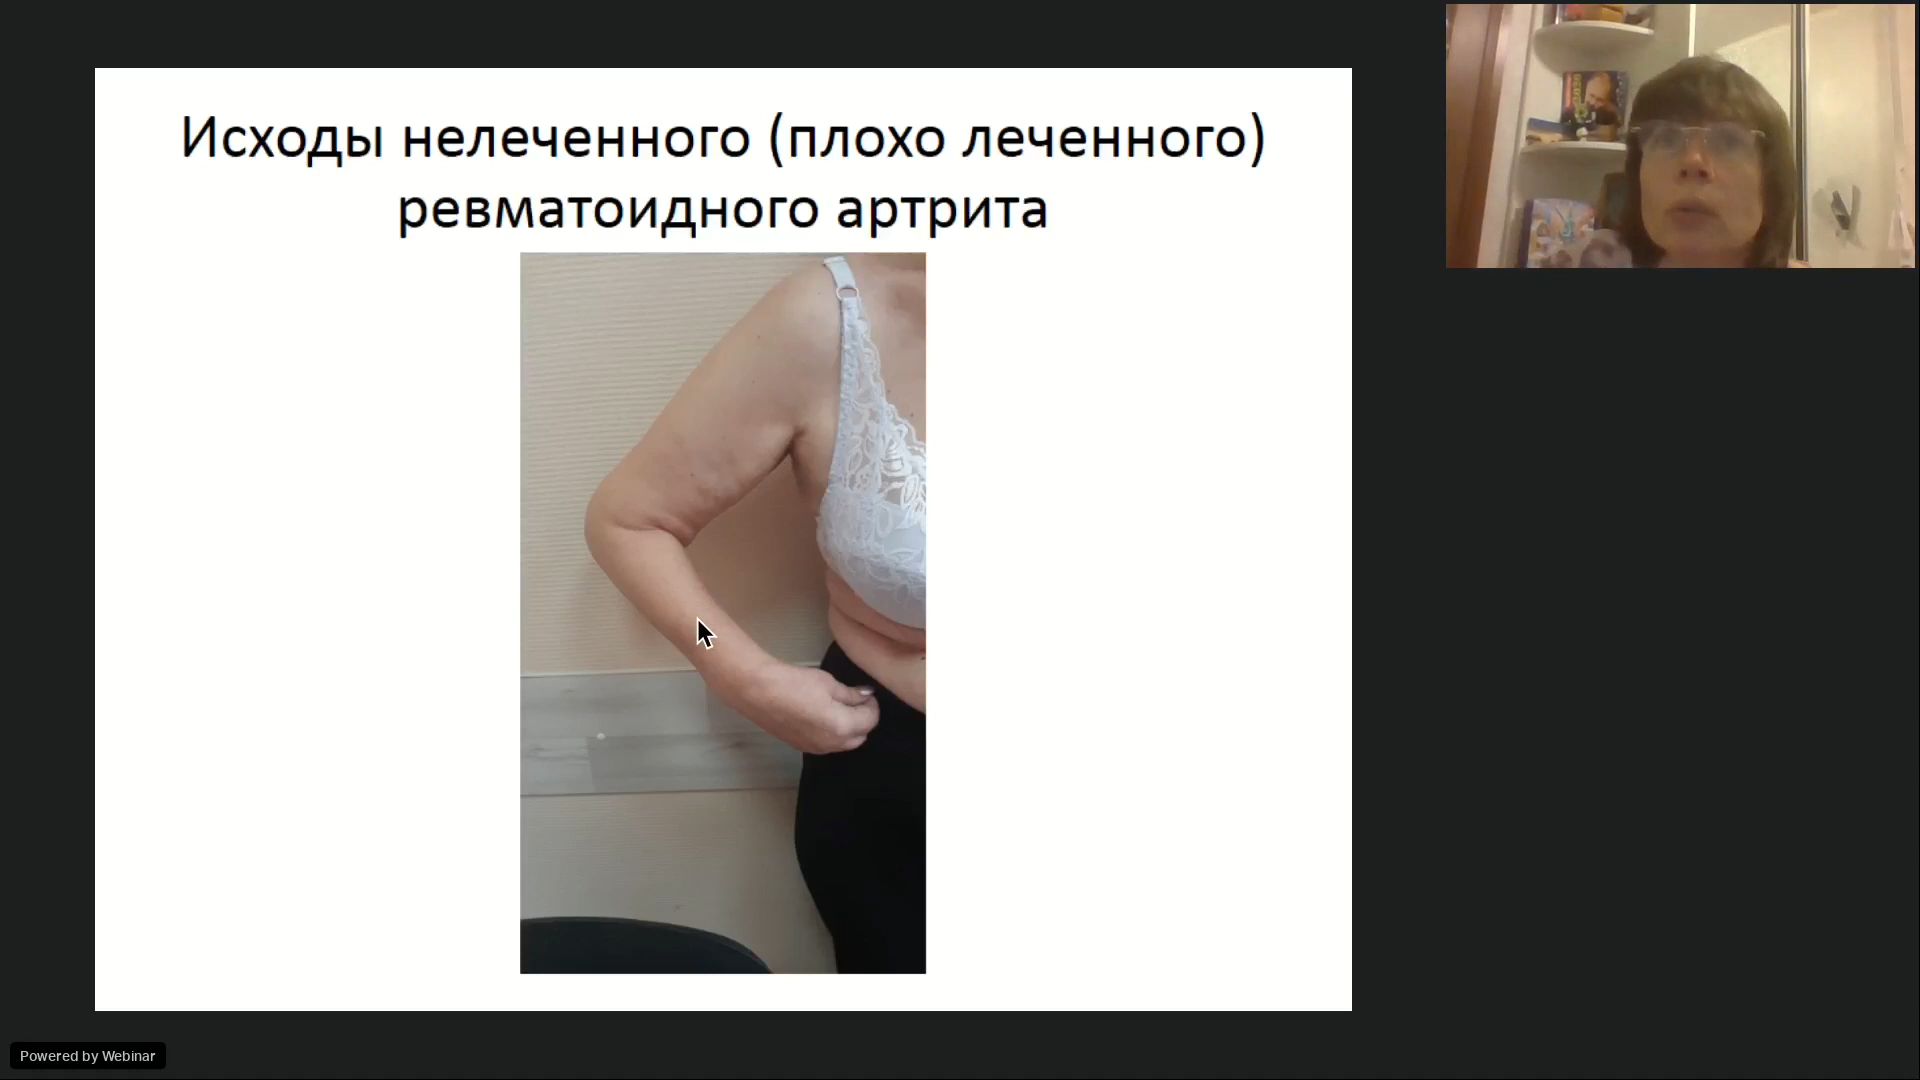 Исходы нелеченного (плохо леченного)
ревматоидного артрита
Powered by Webinar